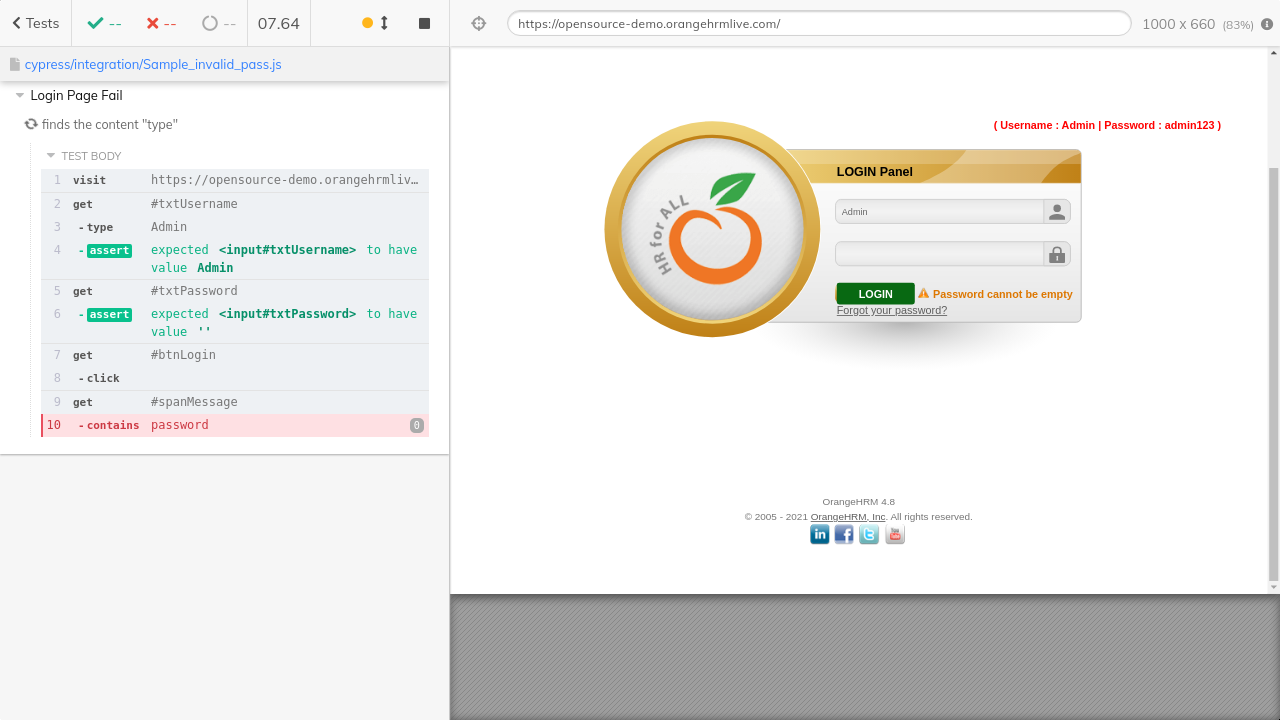 Tests
--
--
--
07.64
https://opensource-demo.orangehrmlive.com/
1000 x 660 (83%)
cypress/integration/Sample_invalid_pass.js
Login Page Fail
finds the content "type"
TEST BODY
1 visit https://opensource-demo.orangehrmliv…
2 get #txtUsername
3 - type Admin
4 - assert expected <input#txtUsername> to have
value Admin
5 get #txtPassword
6 - assert expected <input#txtPassword> to have
value ''
7 get #btnLogin
8 - click
9 get #spanMessage
10 - contains password 0
( Username : Admin | Password : admin123 )
HR for ALL
LOGIN Panel
Admin
LOGIN
Password cannot be empty
Forgot your password?
OrangeHRM 4.8
© 2005 - 2021 OrangeHRM, Inc. All rights reserved.
in f t You